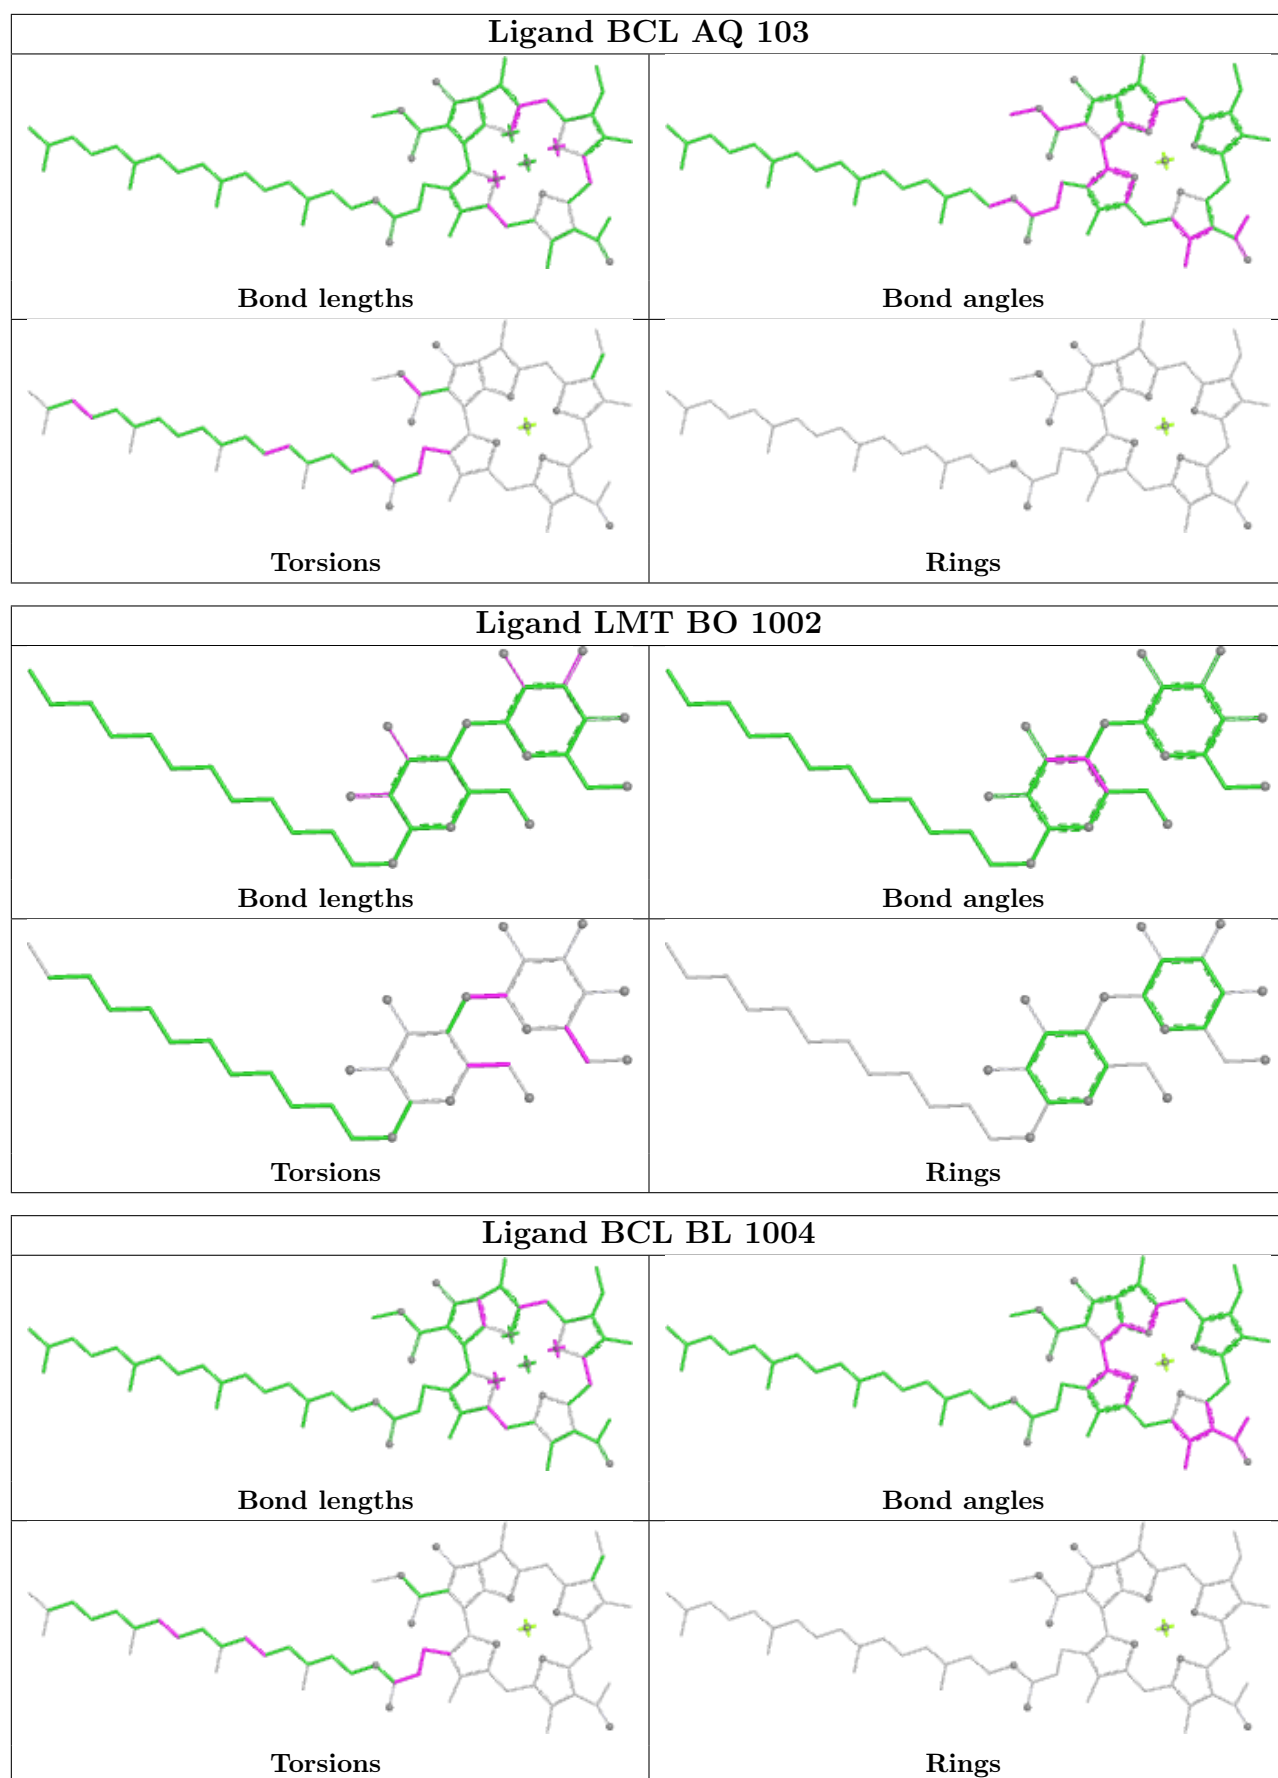 Ligand BCL AQ 103
Bond lengths
Bond angles
Torsions
Rings
Ligand LMT BO 1002
Bond lengths
Bond angles
Torsions
Rings
Ligand BCL BL 1004
Bond lengths
Bond angles
Torsions
Rings